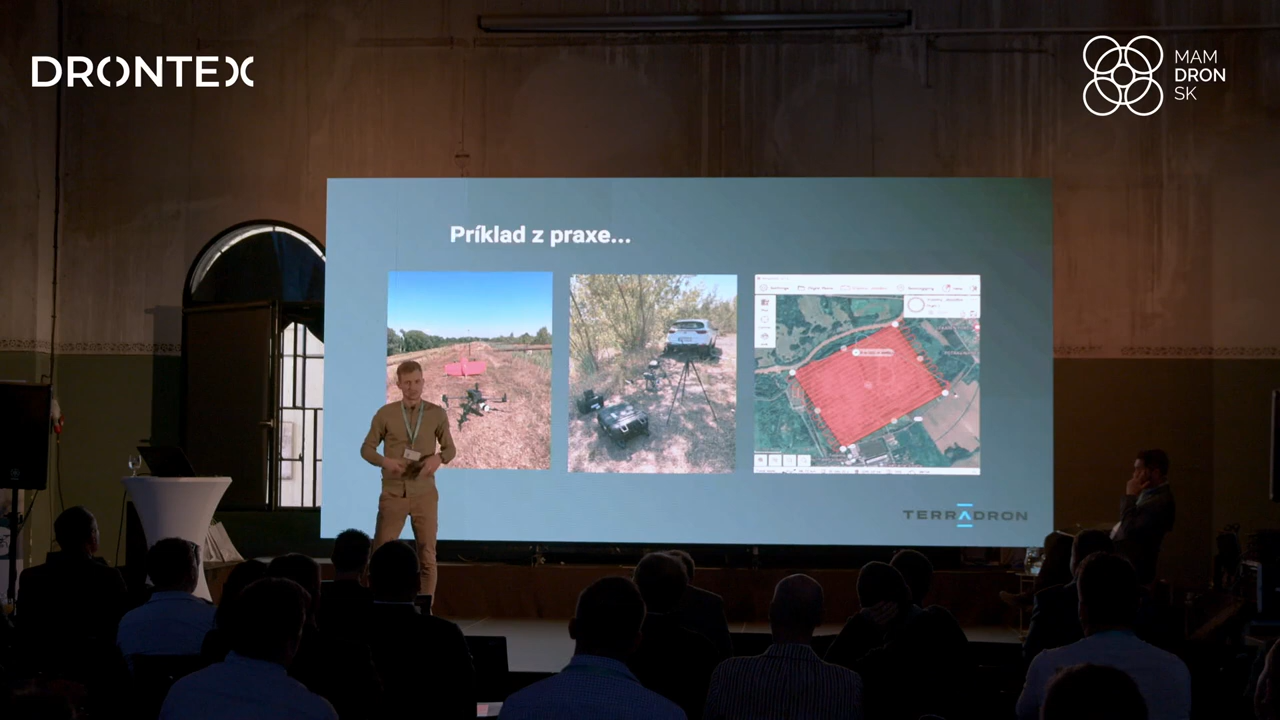 DRONTEX
MAM
DRON
SK
Príklad z praxe...
TERRADRON